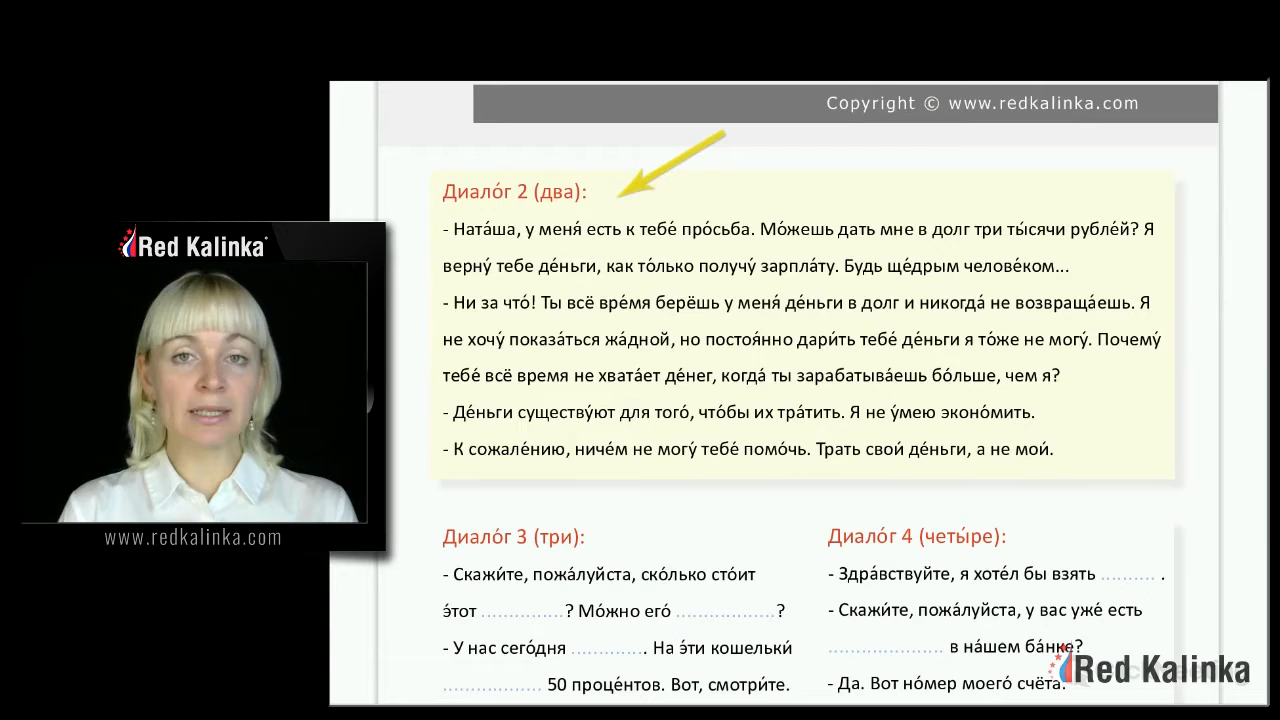 Copyright © www.redkalinka.com
Red Kalinka
www.redkalinka.com
Диало́г 2 (два):
- Ната́ша, у меня́ есть к тебе́ про́сьба. Мо́жешь дать мне в долг три ты́сячи рубле́й? Я
верну́ тебе де́ньги, как то́лько получу́ зарпла́ту. Будь ще́дрым челове́ком...
- Ни за что́! Ты всё вре́мя берёшь у меня́ де́ньги в долг и никогда́ не возвраща́ешь. Я
не хочу́ показа́ться жа́дной, но постоя́нно дари́ть тебе́ де́ньги я то́же не могу́. Почему́
тебе́ всё время не хвата́ет де́нег, когда́ ты зарабатыва́ешь бо́льше, чем я?
- Де́ньги существу́ют для того́, что́бы их тра́тить. Я не у́мею эконо́мить.
- К сожале́нию, ниче́м не могу́ тебе́ помо́чь. Трать свои́ де́ньги, а не мои́.
Диало́г 3 (три):
- Скажи́те, пожа́луйста, ско́лько сто́ит
э́тот ..............? Мо́жно его́ .................?
- У нас сего́дня ............. На э́ти кошельки́
................. 50 проце́нтов. Вот, смотри́те.
Диало́г 4 (четы́ре):
- Здра́вствуйте, я хоте́л бы взять .......... .
- Скажи́те, пожа́луйста, у вас уже́ есть
.................... в на́шем ба́нке?
- Да. Вот но́мер моего́ счёта.
Red Kalinka